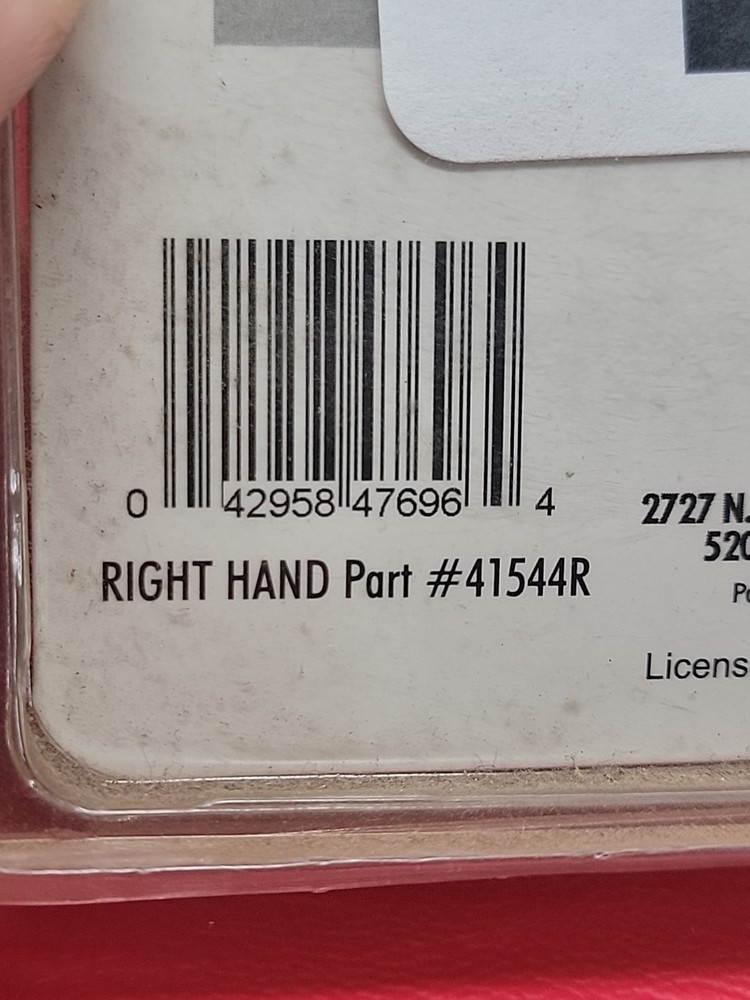 0 42958 47696 4
RIGHT HAND Part #41544R
2727 N.
520
Licens